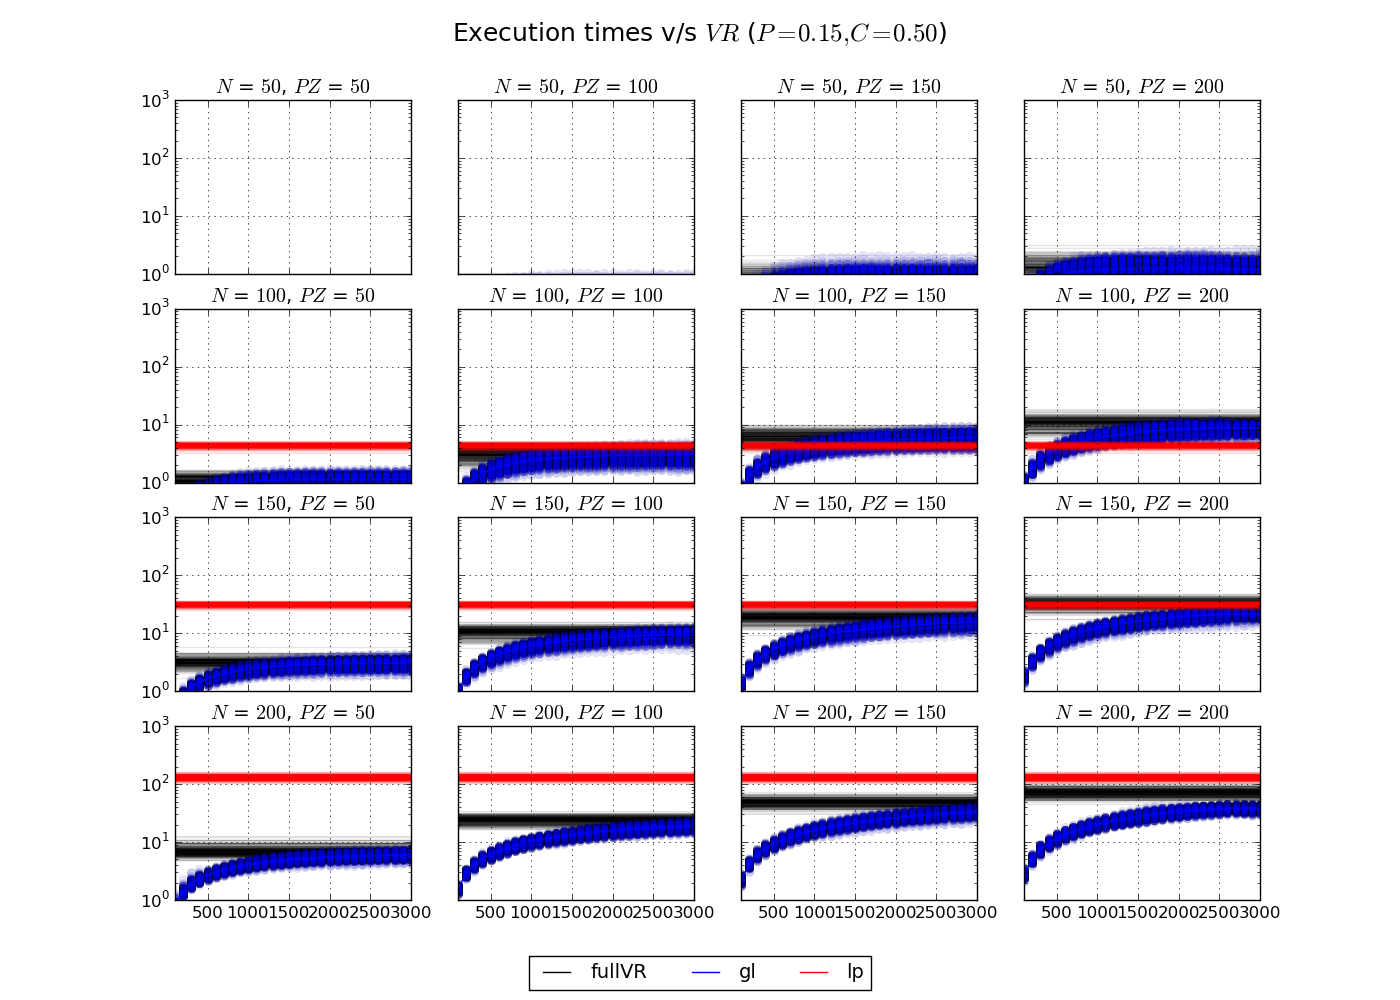 Execution times v/s VR (P=0.15,C=0.50)
N = 50, PZ = 50
N = 50, PZ = 100
N = 50, PZ = 150
N = 50, PZ = 200
10^3
10^2
10^1
10^0
N = 100, PZ = 50
N = 100, PZ = 100
N = 100, PZ = 150
N = 100, PZ = 200
10^3
10^2
10^1
10^0
N = 150, PZ = 50
N = 150, PZ = 100
N = 150, PZ = 150
N = 150, PZ = 200
10^3
10^2
10^1
10^0
N = 200, PZ = 50
N = 200, PZ = 100
N = 200, PZ = 150
N = 200, PZ = 200
10^3
10^2
10^1
10^0
500 1000 1500 2000 2500 3000
500 1000 1500 2000 2500 3000
500 1000 1500 2000 2500 3000
500 1000 1500 2000 2500 3000
fullVR gl lp